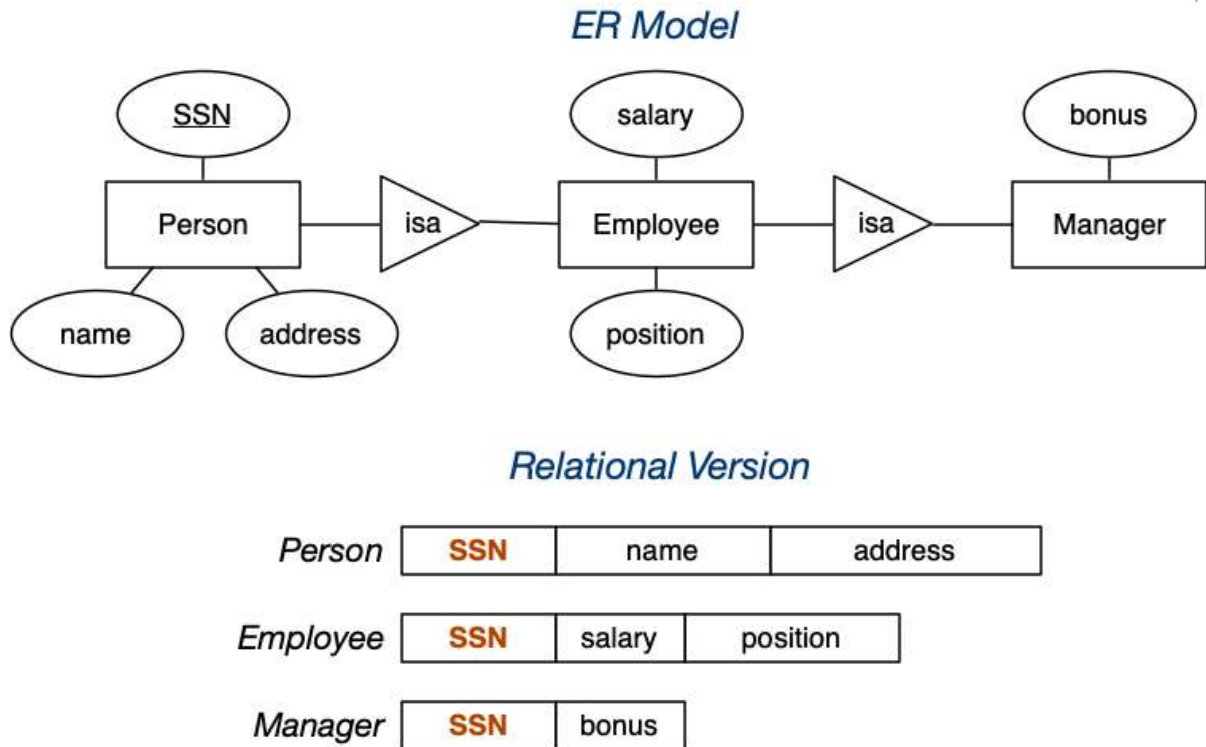 ER Model
SSN
salary
bonus
Person
isa
Employee
isa
Manager
name
address
position
Relational Version
Person SSN name address
Employee SSN salary position
Manager SSN bonus